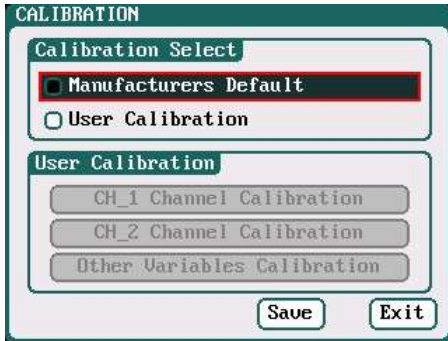 CALIBRATION
Calibration Select
Manufacturers Default
User Calibration
User Calibration
CH_1 Channel Calibration
CH_2 Channel Calibration
Other Variables Calibration
Save Exit